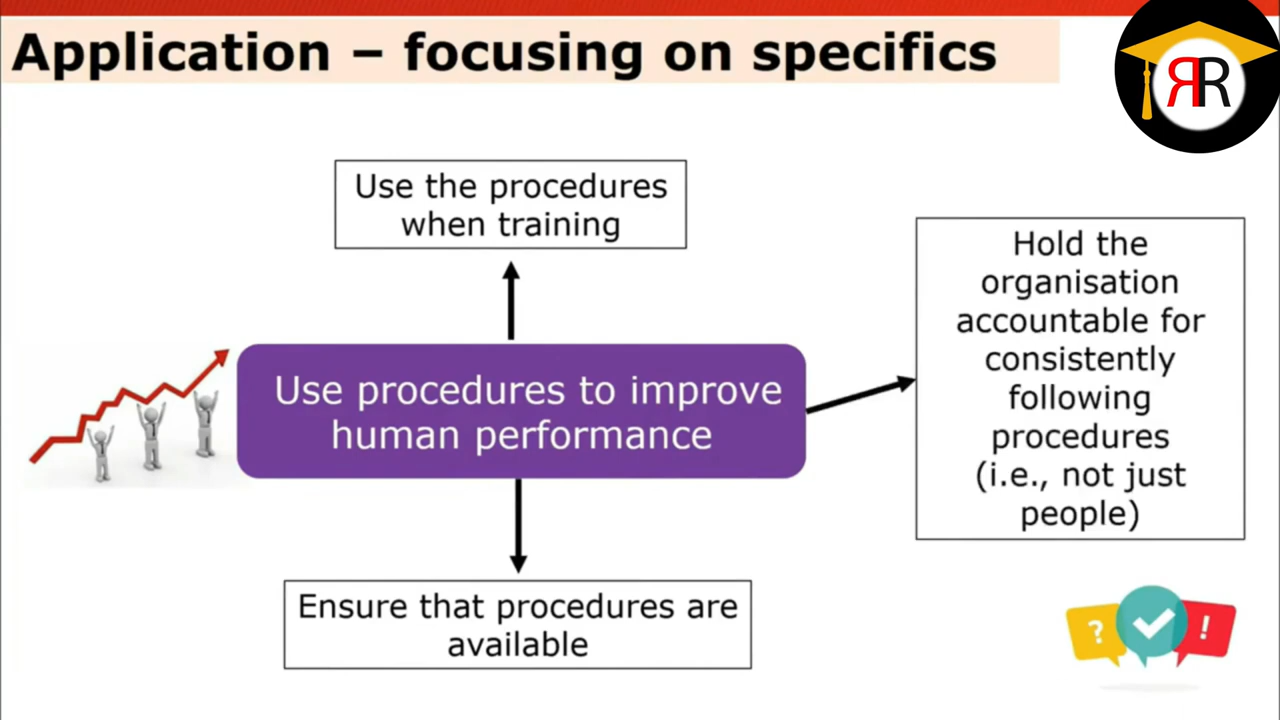 Application – focusing on specifics
ЯR
Use the procedures
when training
Hold the
organisation
accountable for
consistently
following
procedures
(i.e., not just
people)
Use procedures to improve
human performance
Ensure that procedures are
available
?
!